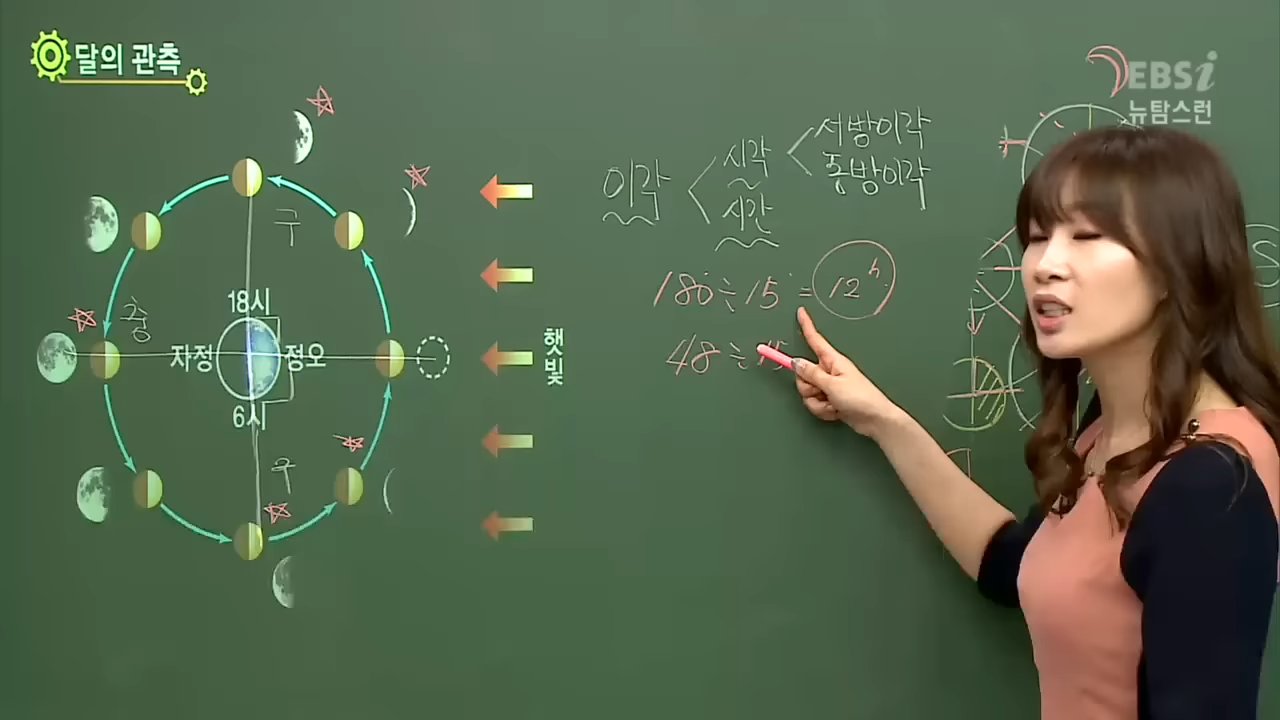 달의 관측
EBSi
뉴탐스런
이각
시각
서방이각
동방이각
시간
180° ÷ 15° = 12h
48 ÷ 15
구
충
구
18시
자정
정오
6시
햇빛